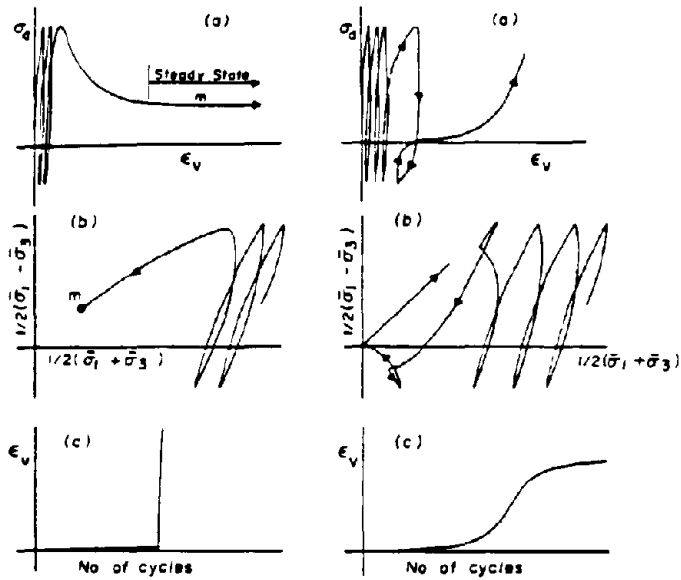 (a)
σd
Steady State
m
εv
(b)
1/2(σ̄1 - σ̄3)
m
1/2(σ̄1 + σ̄3)
(c)
εv
No of cycles
(a)
σd
εv
(b)
1/2(σ̄1 - σ̄3)
1/2(σ̄1 + σ̄3)
(c)
εv
No of cycles